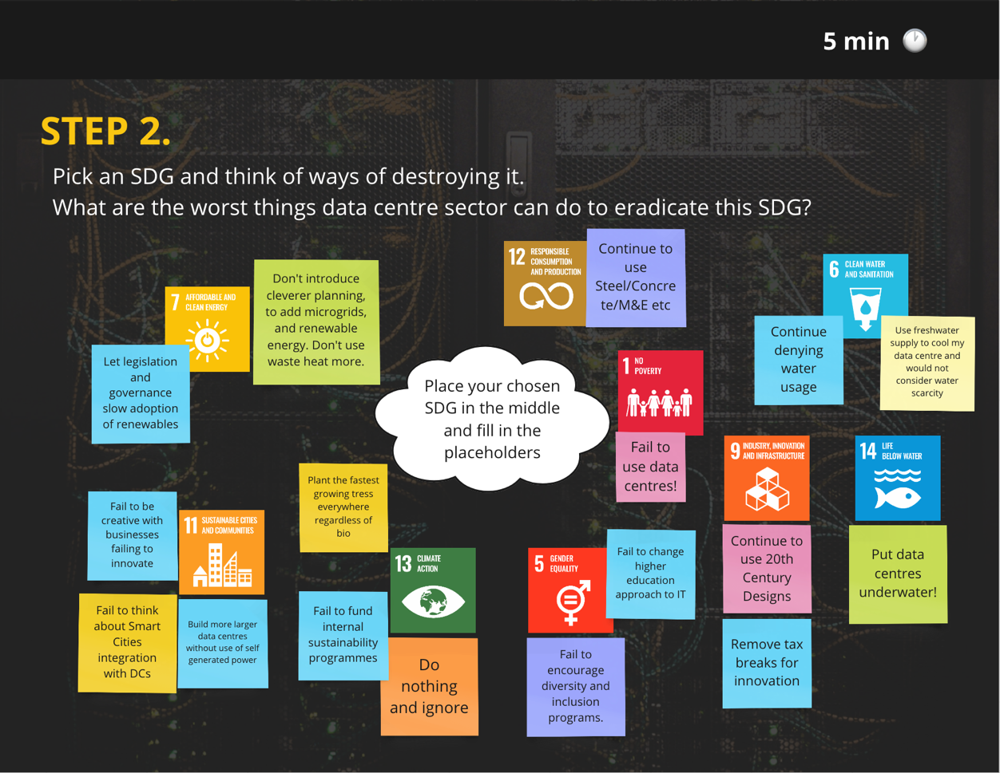 5 min
STEP 2.
Pick an SDG and think of ways of destroying it.
What are the worst things data centre sector can do to eradicate this SDG?
7 AFFORDABLE AND
CLEAN ENERGY
Don't introduce
cleverer planning,
to add microgrids,
and renewable
energy. Don't use
waste heat more.
Let legislation
and
governance
slow adoption
of renewables
12 RESPONSIBLE
CONSUMPTION
AND PRODUCTION
Continue to
use
Steel/Concre
te/M&E etc
6 CLEAN WATER
AND SANITATION
Continue
denying
water
usage
Use freshwater
supply to cool my
data centre and
would not
consider water
scarcity
Place your chosen
SDG in the middle
and fill in the
placeholders
1 NO
POVERTY
Fail to
use data
centres!
9 INDUSTRY, INNOVATION
AND INFRASTRUCTURE
Continue to
use 20th
Century
Designs
Remove tax
breaks for
innovation
14 LIFE
BELOW WATER
Put data
centres
underwater!
Fail to be
creative with
businesses
failing to
innovate
11 SUSTAINABLE CITIES
AND COMMUNITIES
Fail to think
about Smart
Cities
integration
with DCs
Build more larger
data centres
without use of self
generated power
Plant the fastest
growing tress
everywhere
regardless of
bio
13 CLIMATE
ACTION
Fail to fund
internal
sustainability
programmes
Do
nothing
and ignore
5 GENDER
EQUALITY
Fail to change
higher
education
approach to IT
Fail to
encourage
diversity and
inclusion
programs.